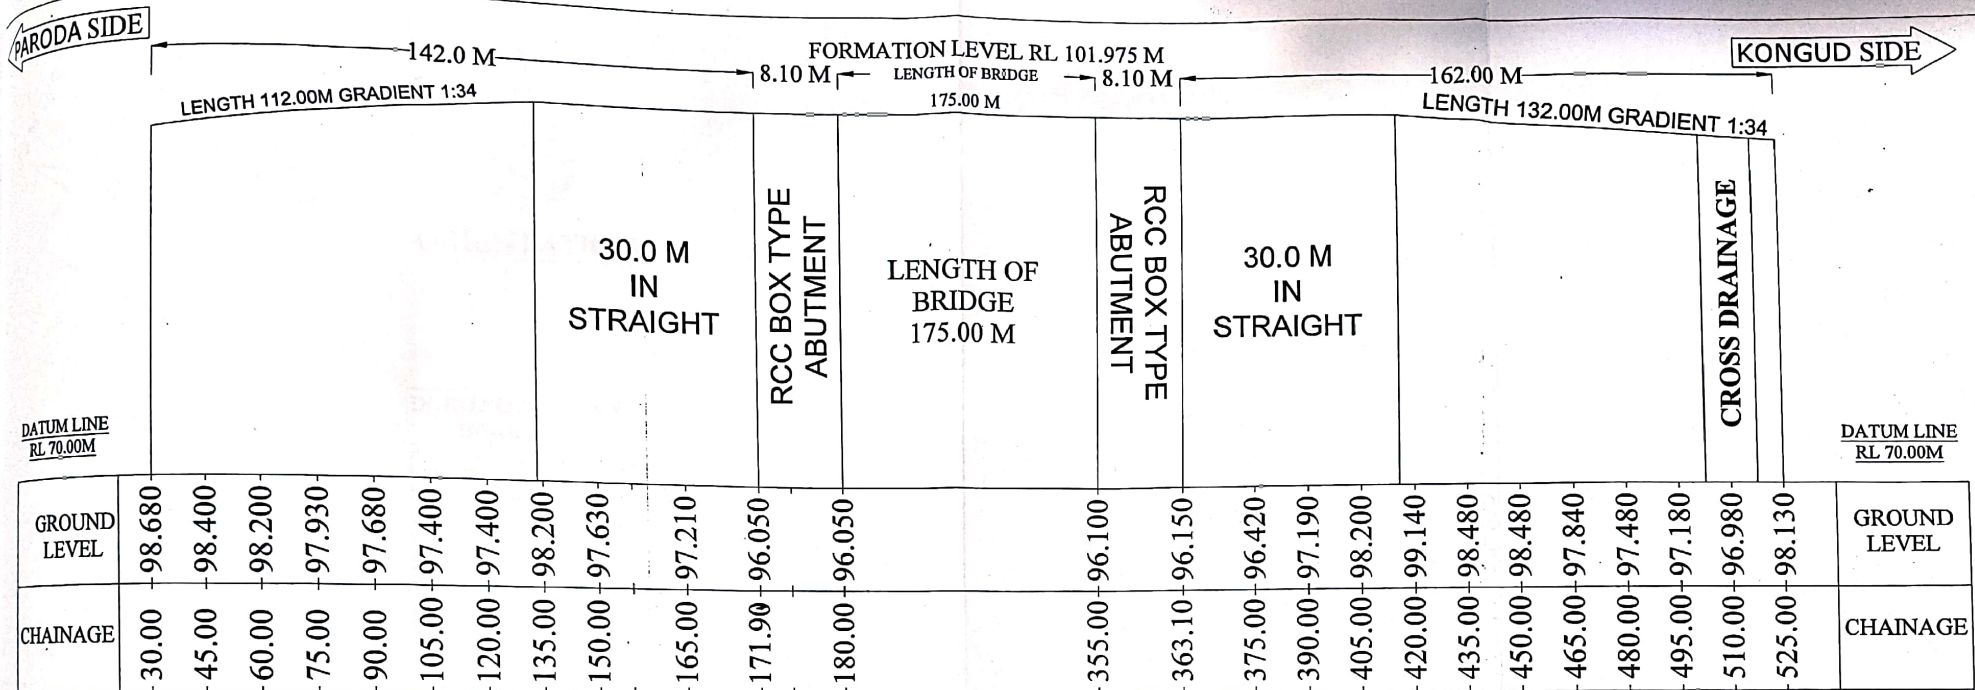 PARODA SIDE
KONGUD SIDE
142.0 M
FORMATION LEVEL RL 101.975 M
8.10 M
LENGTH OF BRIDGE
8.10 M
162.00 M
175.00 M
LENGTH 112.00M GRADIENT 1:34
LENGTH 132.00M GRADIENT 1:34
30.0 M
IN
STRAIGHT
RCC BOX TYPE
ABUTMENT
LENGTH OF
BRIDGE
175.00 M
RCC BOX TYPE
ABUTMENT
30.0 M
IN
STRAIGHT
CROSS DRAINAGE
DATUM LINE
RL 70.00M
DATUM LINE
RL 70.00M
GROUND
LEVEL
98.680
98.400
98.200
97.930
97.680
97.400
97.400
98.200
97.630
97.210
96.050
96.050
96.100
96.150
96.420
97.190
98.200
99.140
98.480
98.480
97.840
97.480
97.180
96.980
98.130
GROUND
LEVEL
CHAINAGE
30.00
45.00
60.00
75.00
90.00
105.00
120.00
135.00
150.00
165.00
171.90
180.00
355.00
363.10
375.00
390.00
405.00
420.00
435.00
450.00
465.00
480.00
495.00
510.00
525.00
CHAINAGE